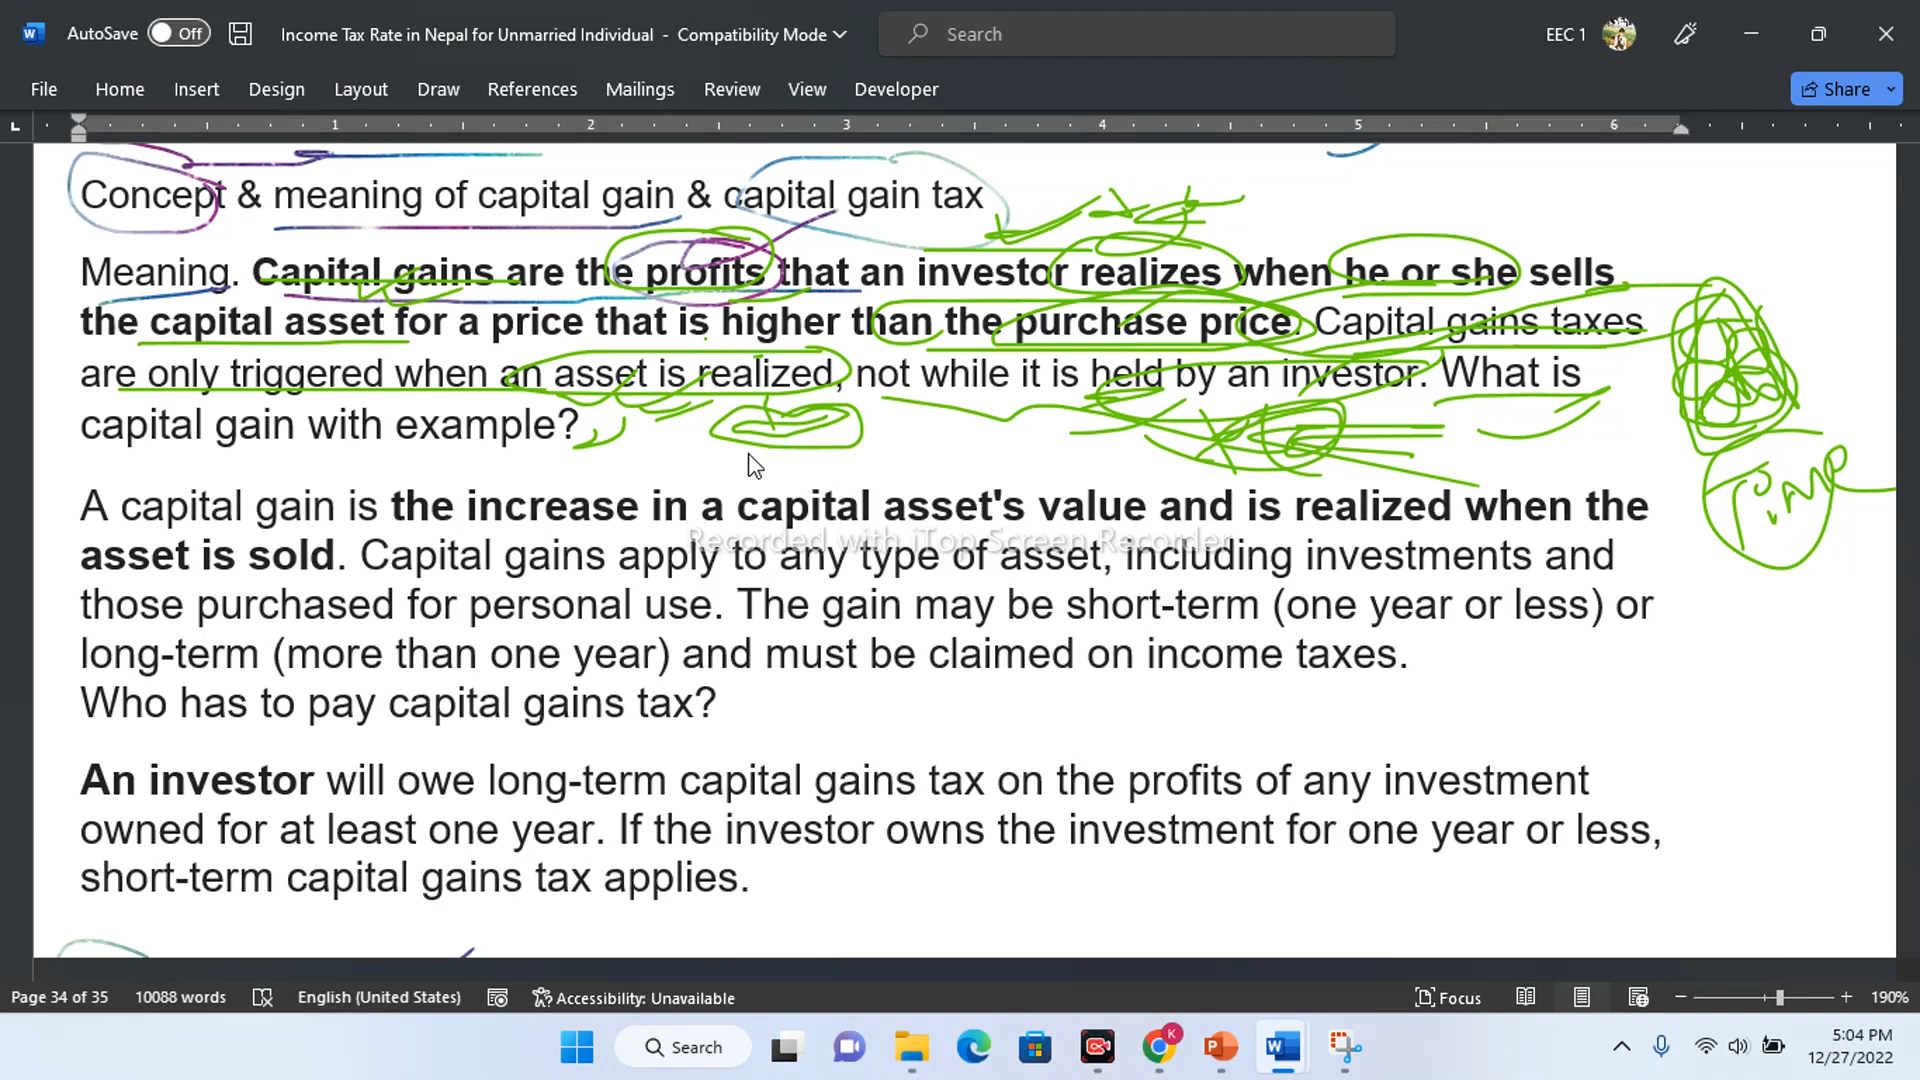 AutoSave Off Income Tax Rate in Nepal for Unmarried Individual - Compatibility Mode Search EEC 1
File Home Insert Design Layout Draw References Mailings Review View Developer Share
L 1 2 3 4 5 6
Concept & meaning of capital gain & capital gain tax
Meaning. Capital gains are the profits that an investor realizes when he or she sells
the capital asset for a price that is higher than the purchase price. Capital gains taxes
are only triggered when an asset is realized, not while it is held by an investor. What is
capital gain with example?
Time
A capital gain is the increase in a capital asset's value and is realized when the
asset is sold. Capital gains apply to any type of asset, including investments and
Recorded with iTop Screen Recorder
those purchased for personal use. The gain may be short-term (one year or less) or
long-term (more than one year) and must be claimed on income taxes.
Who has to pay capital gains tax?
An investor will owe long-term capital gains tax on the profits of any investment
owned for at least one year. If the investor owns the investment for one year or less,
short-term capital gains tax applies.
Page 34 of 35 10088 words English (United States) Accessibility: Unavailable Focus 190%
Search K 5:04 PM
12/27/2022